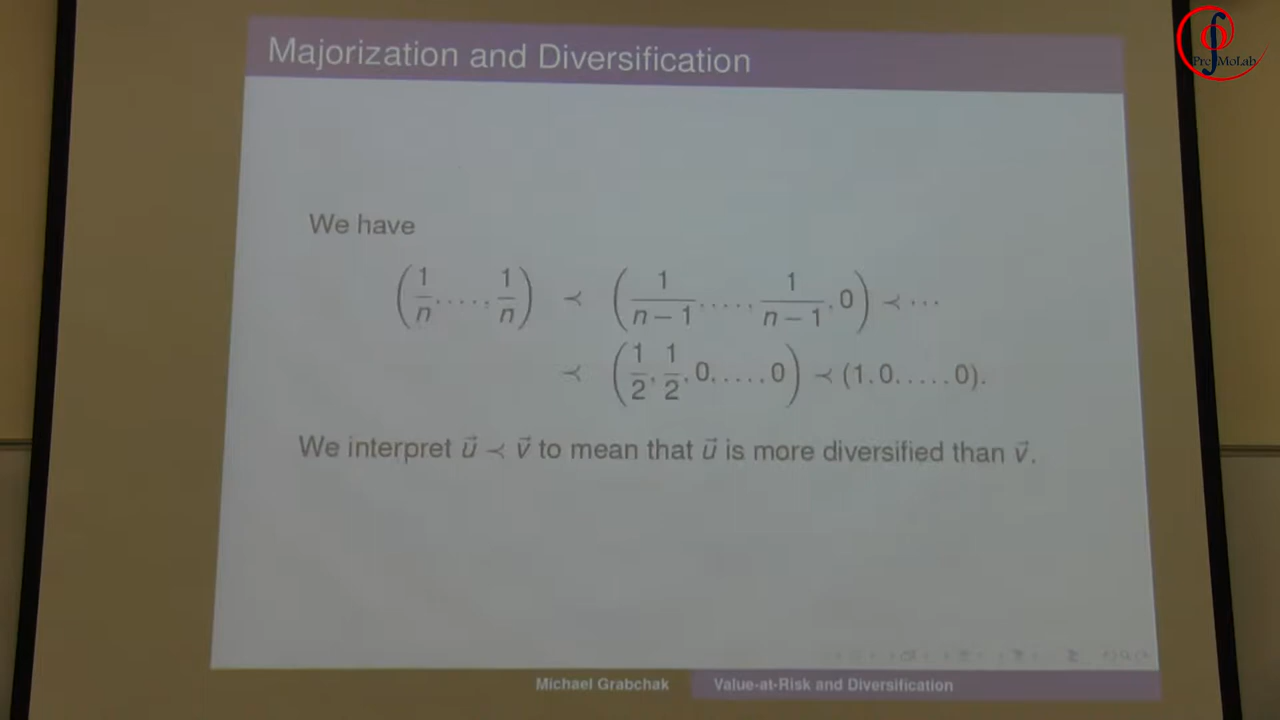 Majorization and Diversification
PreMoLab
We have
(1/n, ..., 1/n) ≺ (1/(n − 1), ..., 1/(n − 1), 0) ≺ ···
≺ (1/2, 1/2, 0, ..., 0) ≺ (1, 0, ..., 0).
We interpret u⃗ ≺ v⃗ to mean that u⃗ is more diversified than v⃗.
Michael Grabchak Value-at-Risk and Diversification